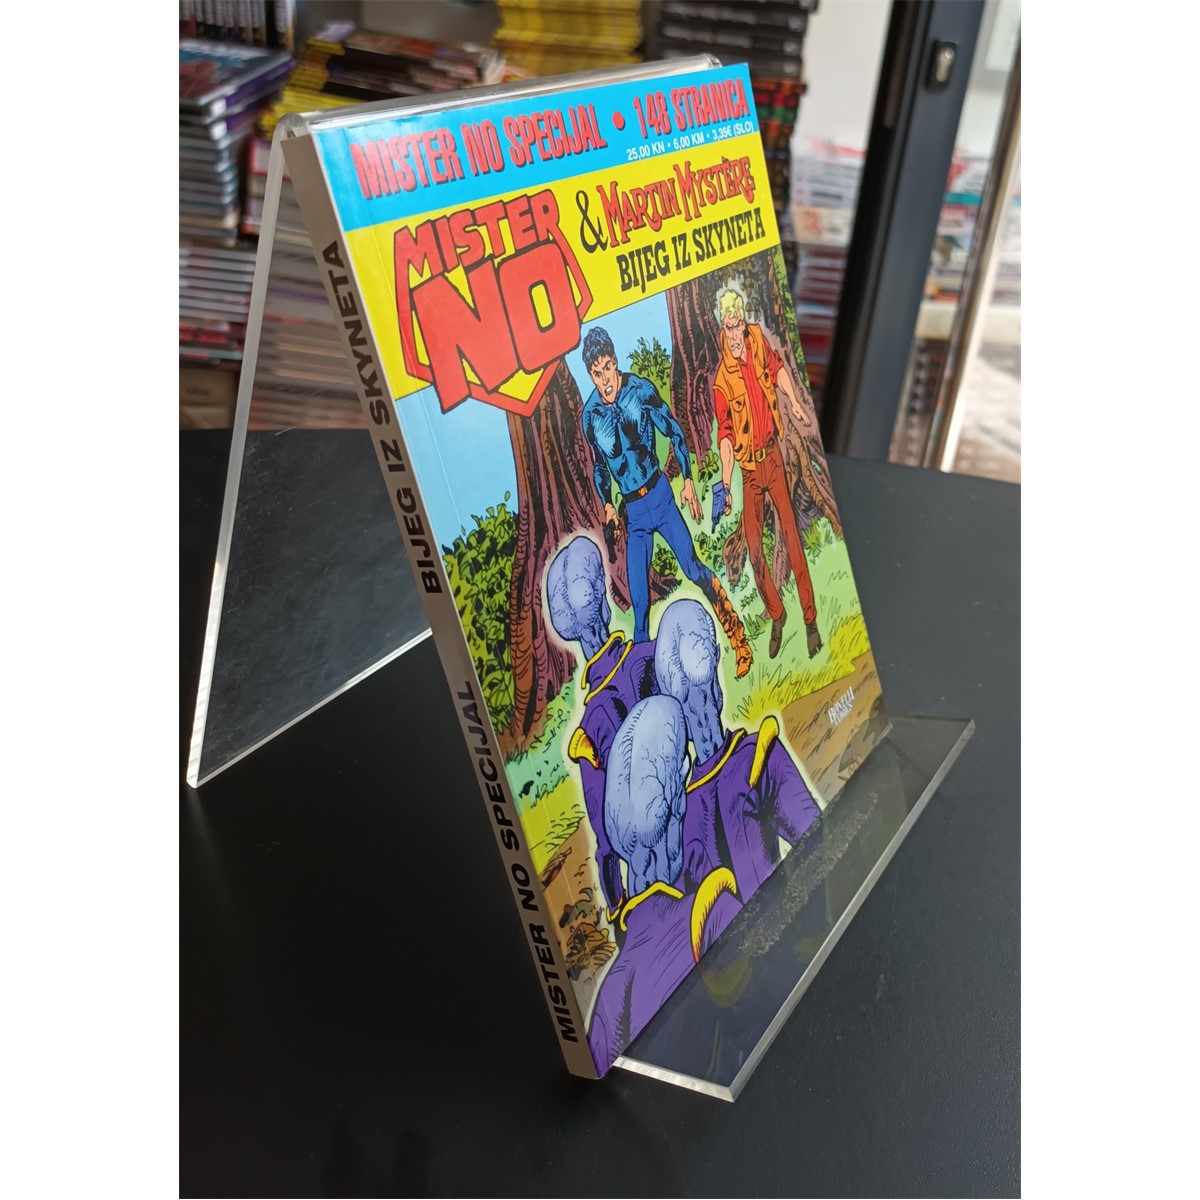 MISTER NO SPECIJAL • 148 STRANICA
25,00 KN • 6,00 KM • 3,35€ (SLO)
MISTER
NO
& MARTIN MYSTÈRE
BIJEG IZ SKYNETA
MISTER NO SPECIJAL BIJEG IZ SKYNETA